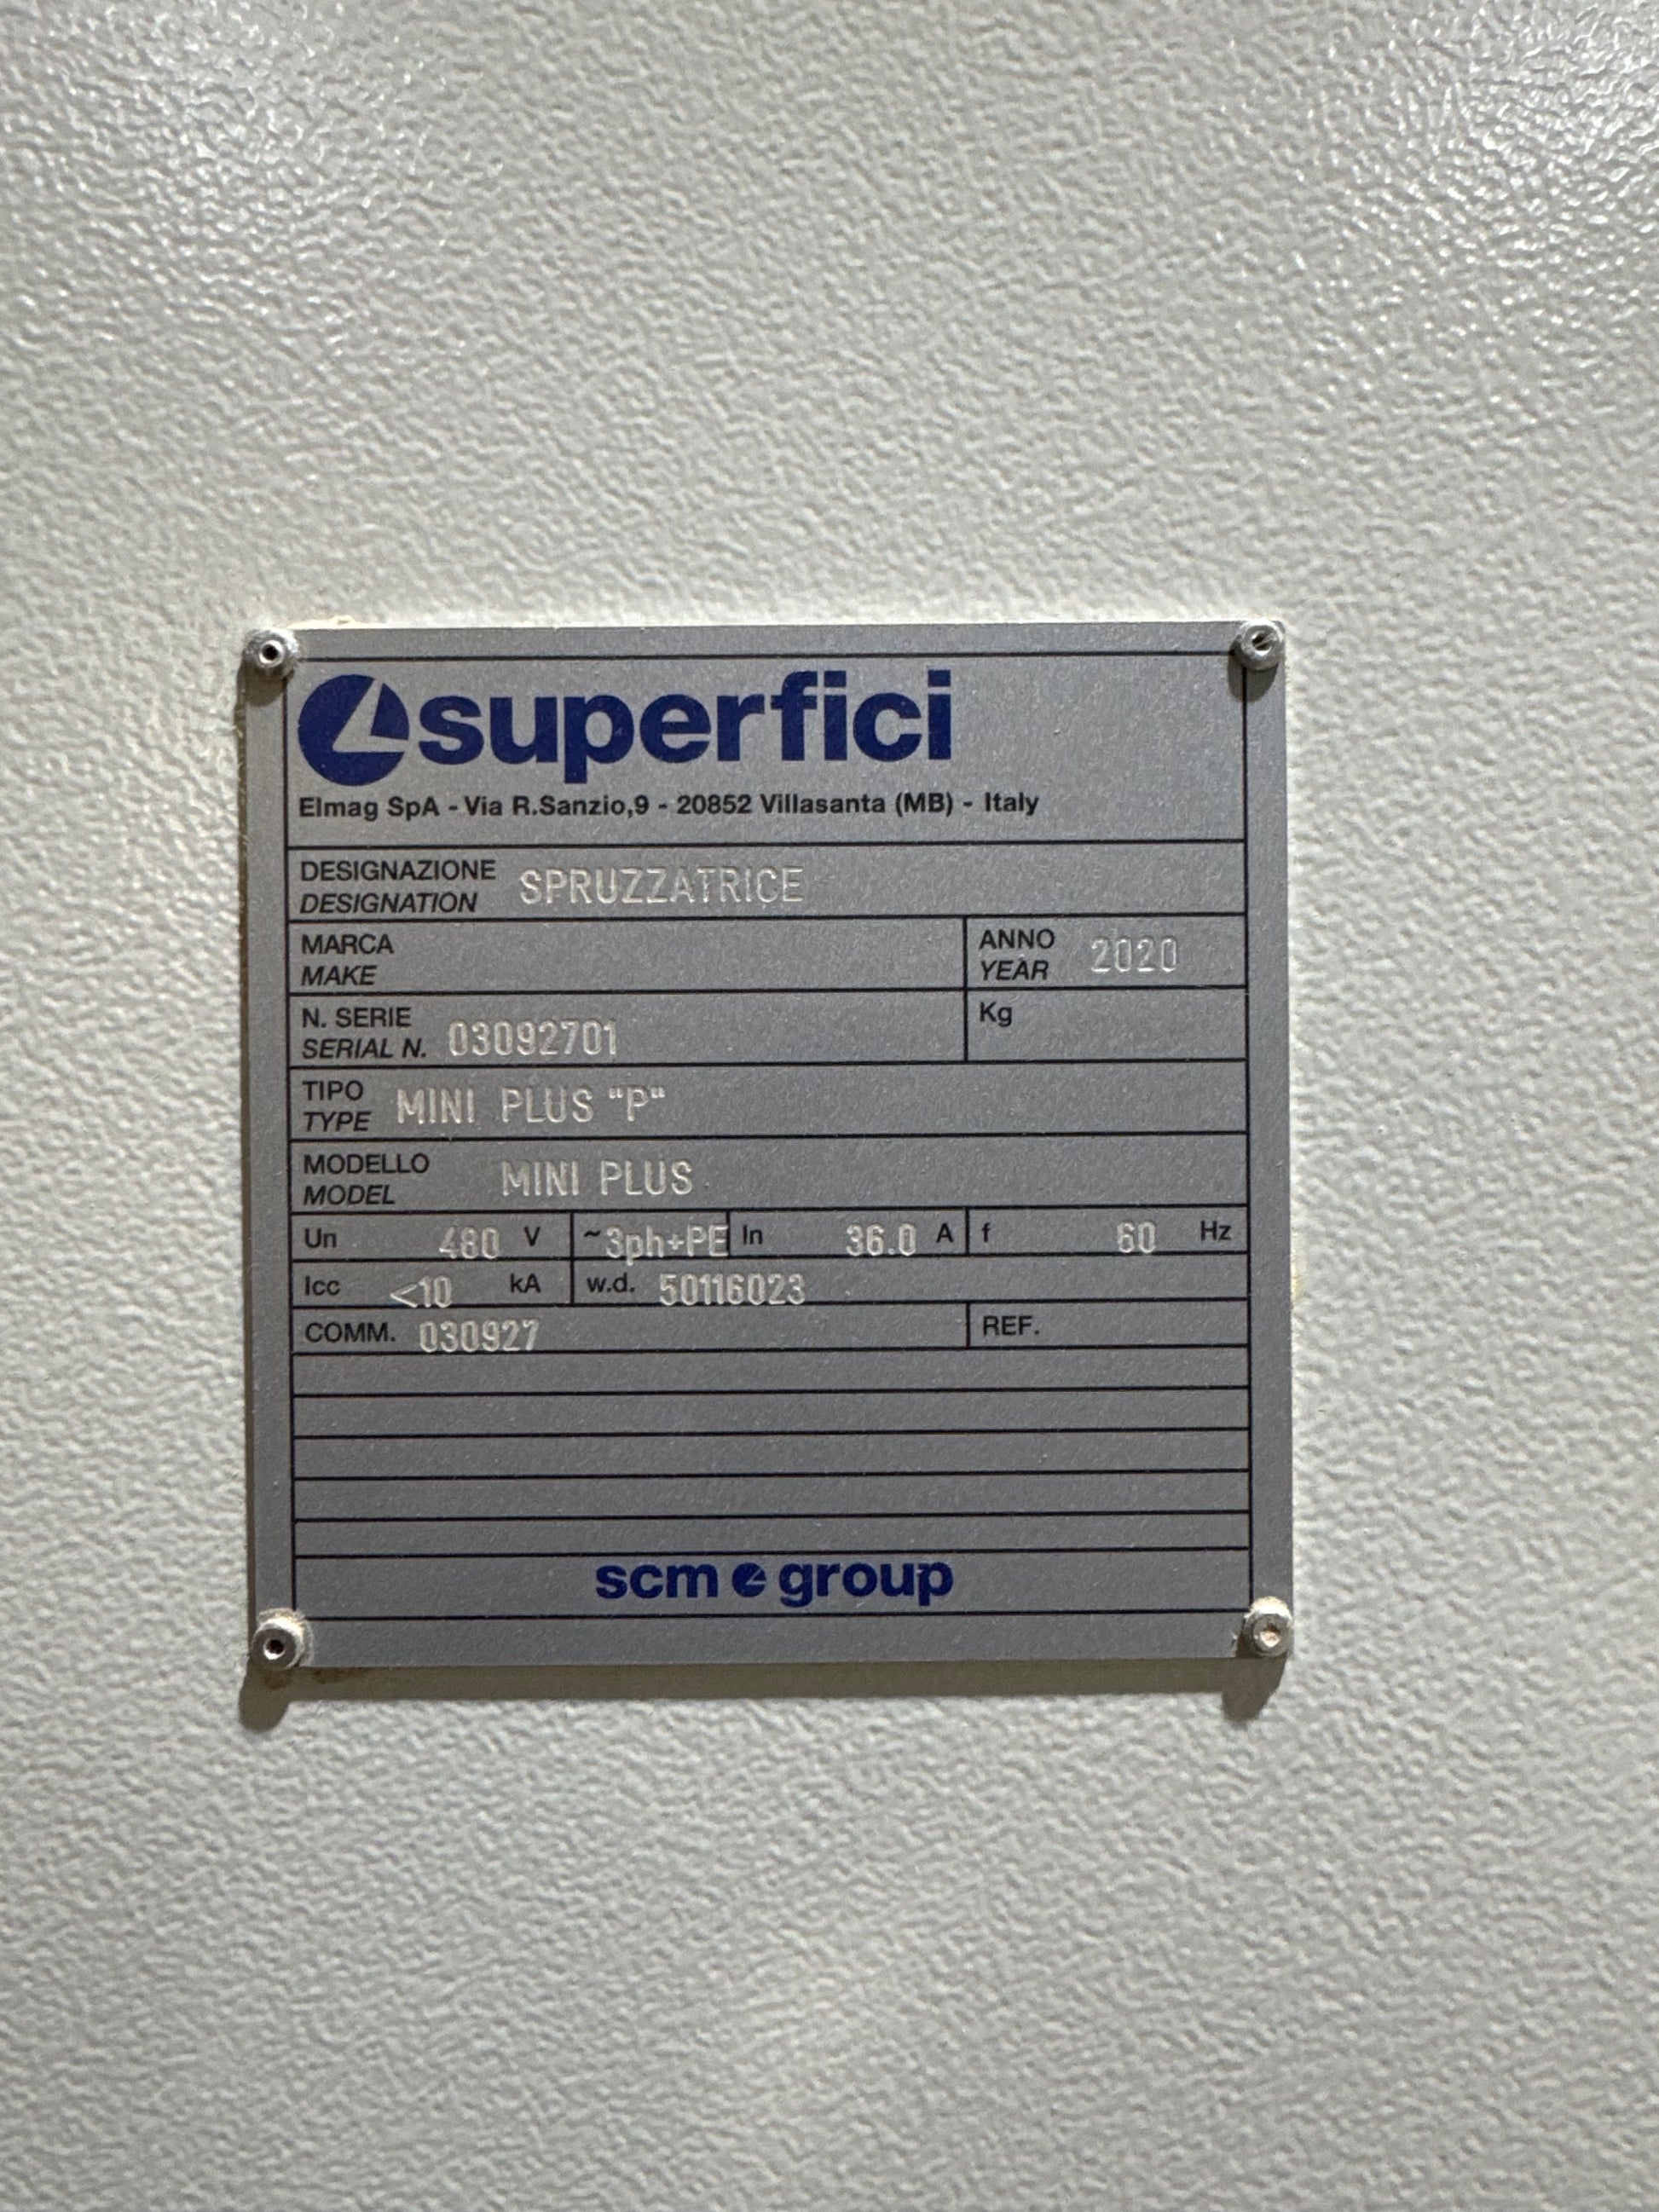 superfici
Elmag SpA - Via R.Sanzio,9 - 20852 Villasanta (MB) - Italy
DESIGNAZIONE
DESIGNATION SPRUZZATRICE
MARCA
MAKE
ANNO
YEAR 2020
N. SERIE
SERIAL N. 03092701
Kg
TIPO
TYPE MINI PLUS "P"
MODELLO
MODEL MINI PLUS
Un 480 V ~3ph+PE In 36.0 A f 60 Hz
Icc <10 kA w.d. 50116023
COMM. 030927 REF.
scm group